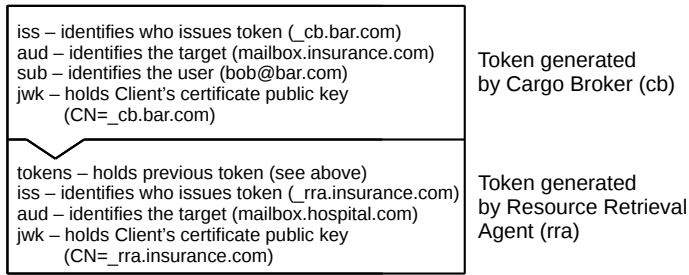 iss – identifies who issues token (_cb.bar.com)
aud – identifies the target (mailbox.insurance.com)
sub – identifies the user (bob@bar.com)
jwk – holds Client's certificate public key
(CN=_cb.bar.com)
Token generated
by Cargo Broker (cb)
tokens – holds previous token (see above)
iss – identifies who issues token (_rra.insurance.com)
aud – identifies the target (mailbox.hospital.com)
jwk – holds Client's certificate public key
(CN=_rra.insurance.com)
Token generated
by Resource Retrieval
Agent (rra)